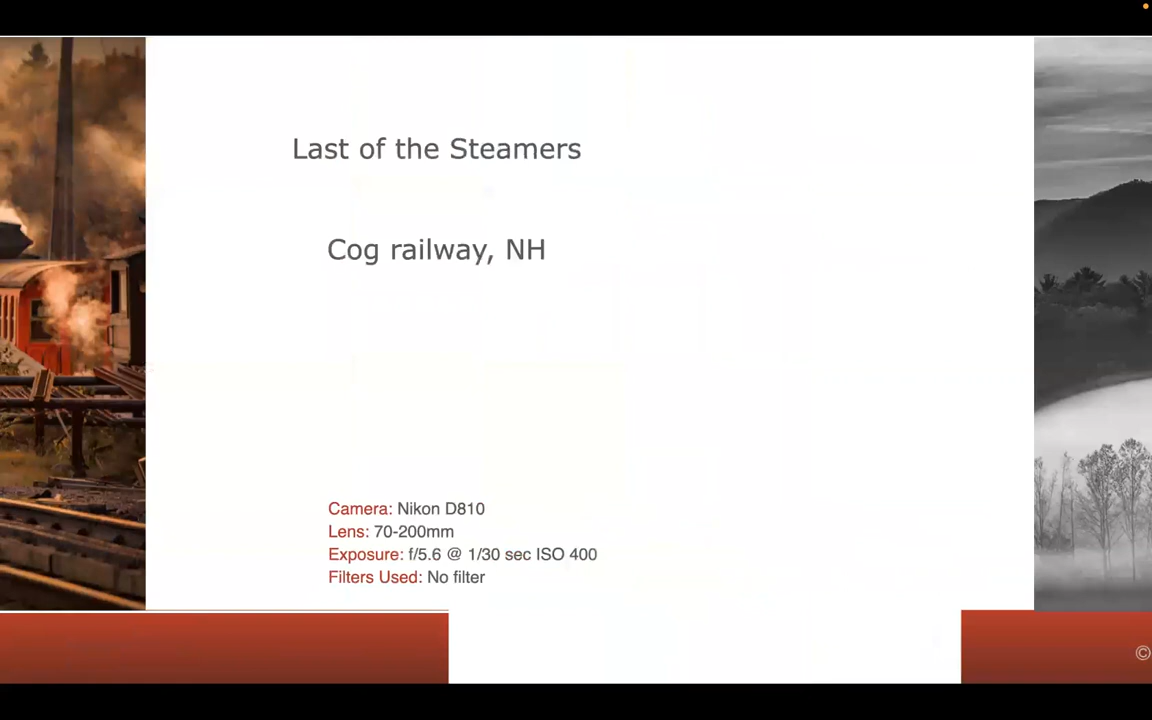 Last of the Steamers
Cog railway, NH
Camera: Nikon D810
Lens: 70-200mm
Exposure: f/5.6 @ 1/30 sec ISO 400
Filters Used: No filter
©